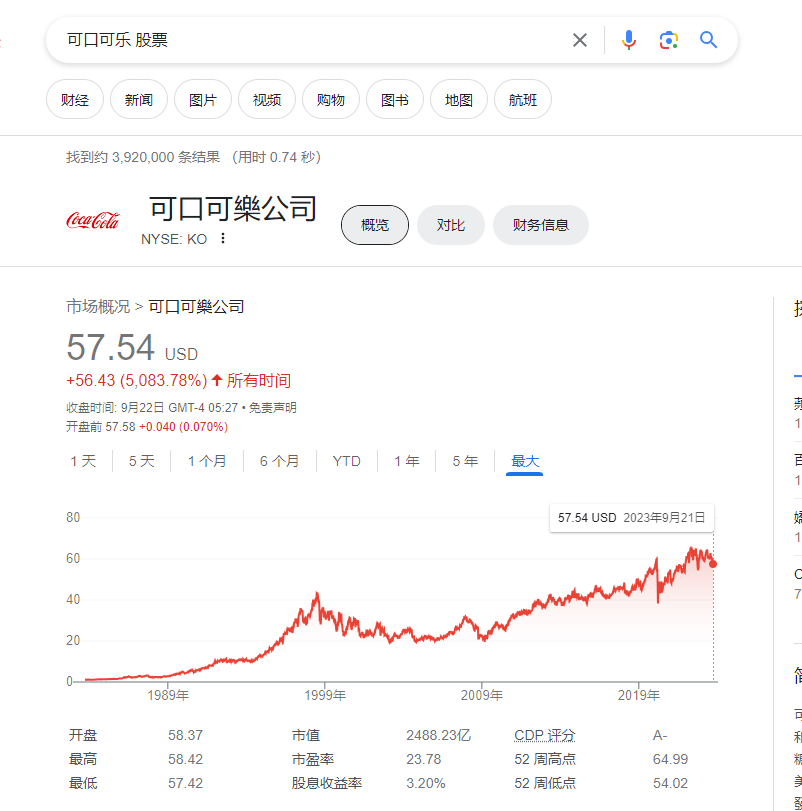 可口可乐 股票
财经 新闻 图片 视频 购物 图书 地图 航班
找到约 3,920,000 条结果 （用时 0.74 秒）
Coca-Cola
可口可樂公司
NYSE: KO
概览 对比 财务信息
市场概况 > 可口可樂公司
57.54 USD
+56.43 (5,083.78%) 所有时间
收盘时间: 9月22日 GMT-4 05:27 • 免责声明
开盘前 57.58 +0.040 (0.070%)
1 天 5 天 1 个月 6 个月 YTD 1 年 5 年 最大
57.54 USD 2023年9月21日
80
60
40
20
0
1989年 1999年 2009年 2019年
开盘 58.37 市值 2488.23亿 CDP 评分 A-
最高 58.42 市盈率 23.78 52 周高点 64.99
最低 57.42 股息收益率 3.20% 52 周低点 54.02